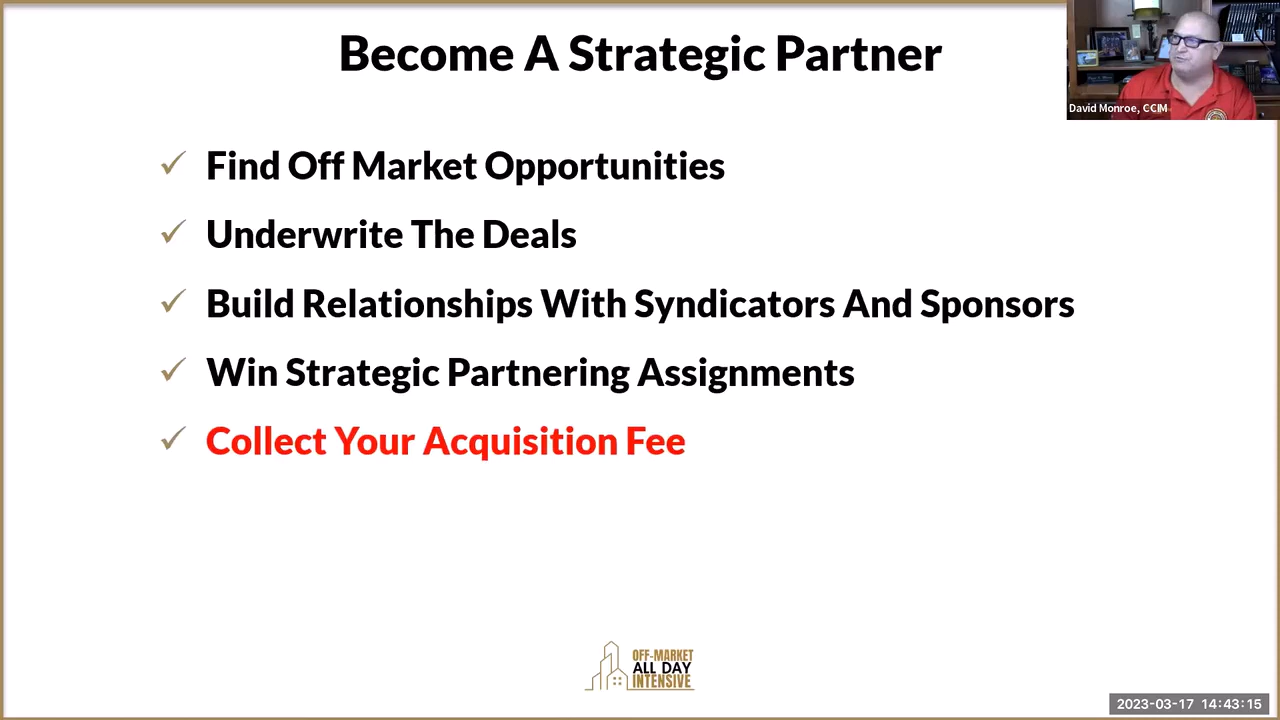 Become A Strategic Partner
David Monroe, CCIM
✓ Find Off Market Opportunities
✓ Underwrite The Deals
✓ Build Relationships With Syndicators And Sponsors
✓ Win Strategic Partnering Assignments
✓ Collect Your Acquisition Fee
OFF-MARKET
ALL DAY
INTENSIVE
2023-03-17 14:43:15